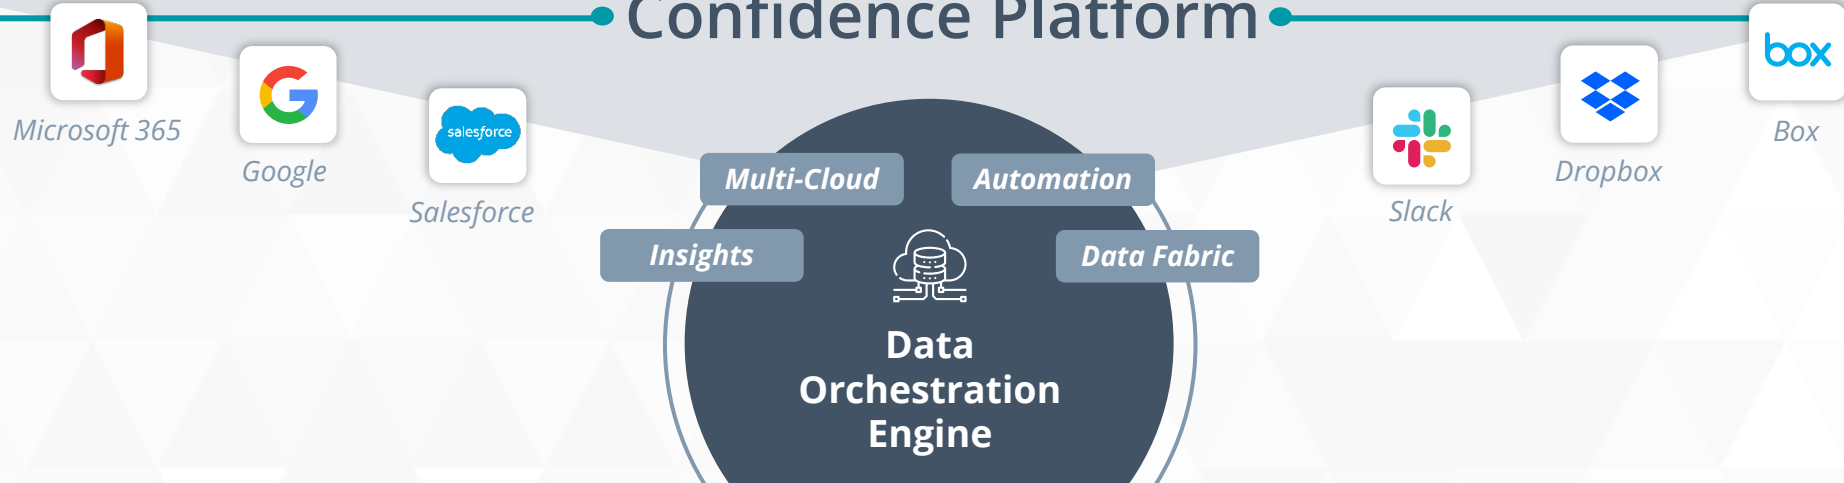 Confidence Platform
Microsoft 365
Google
salesforce
Salesforce
Multi-Cloud
Automation
Insights
Data Fabric
Data
Orchestration
Engine
Slack
Dropbox
box
Box